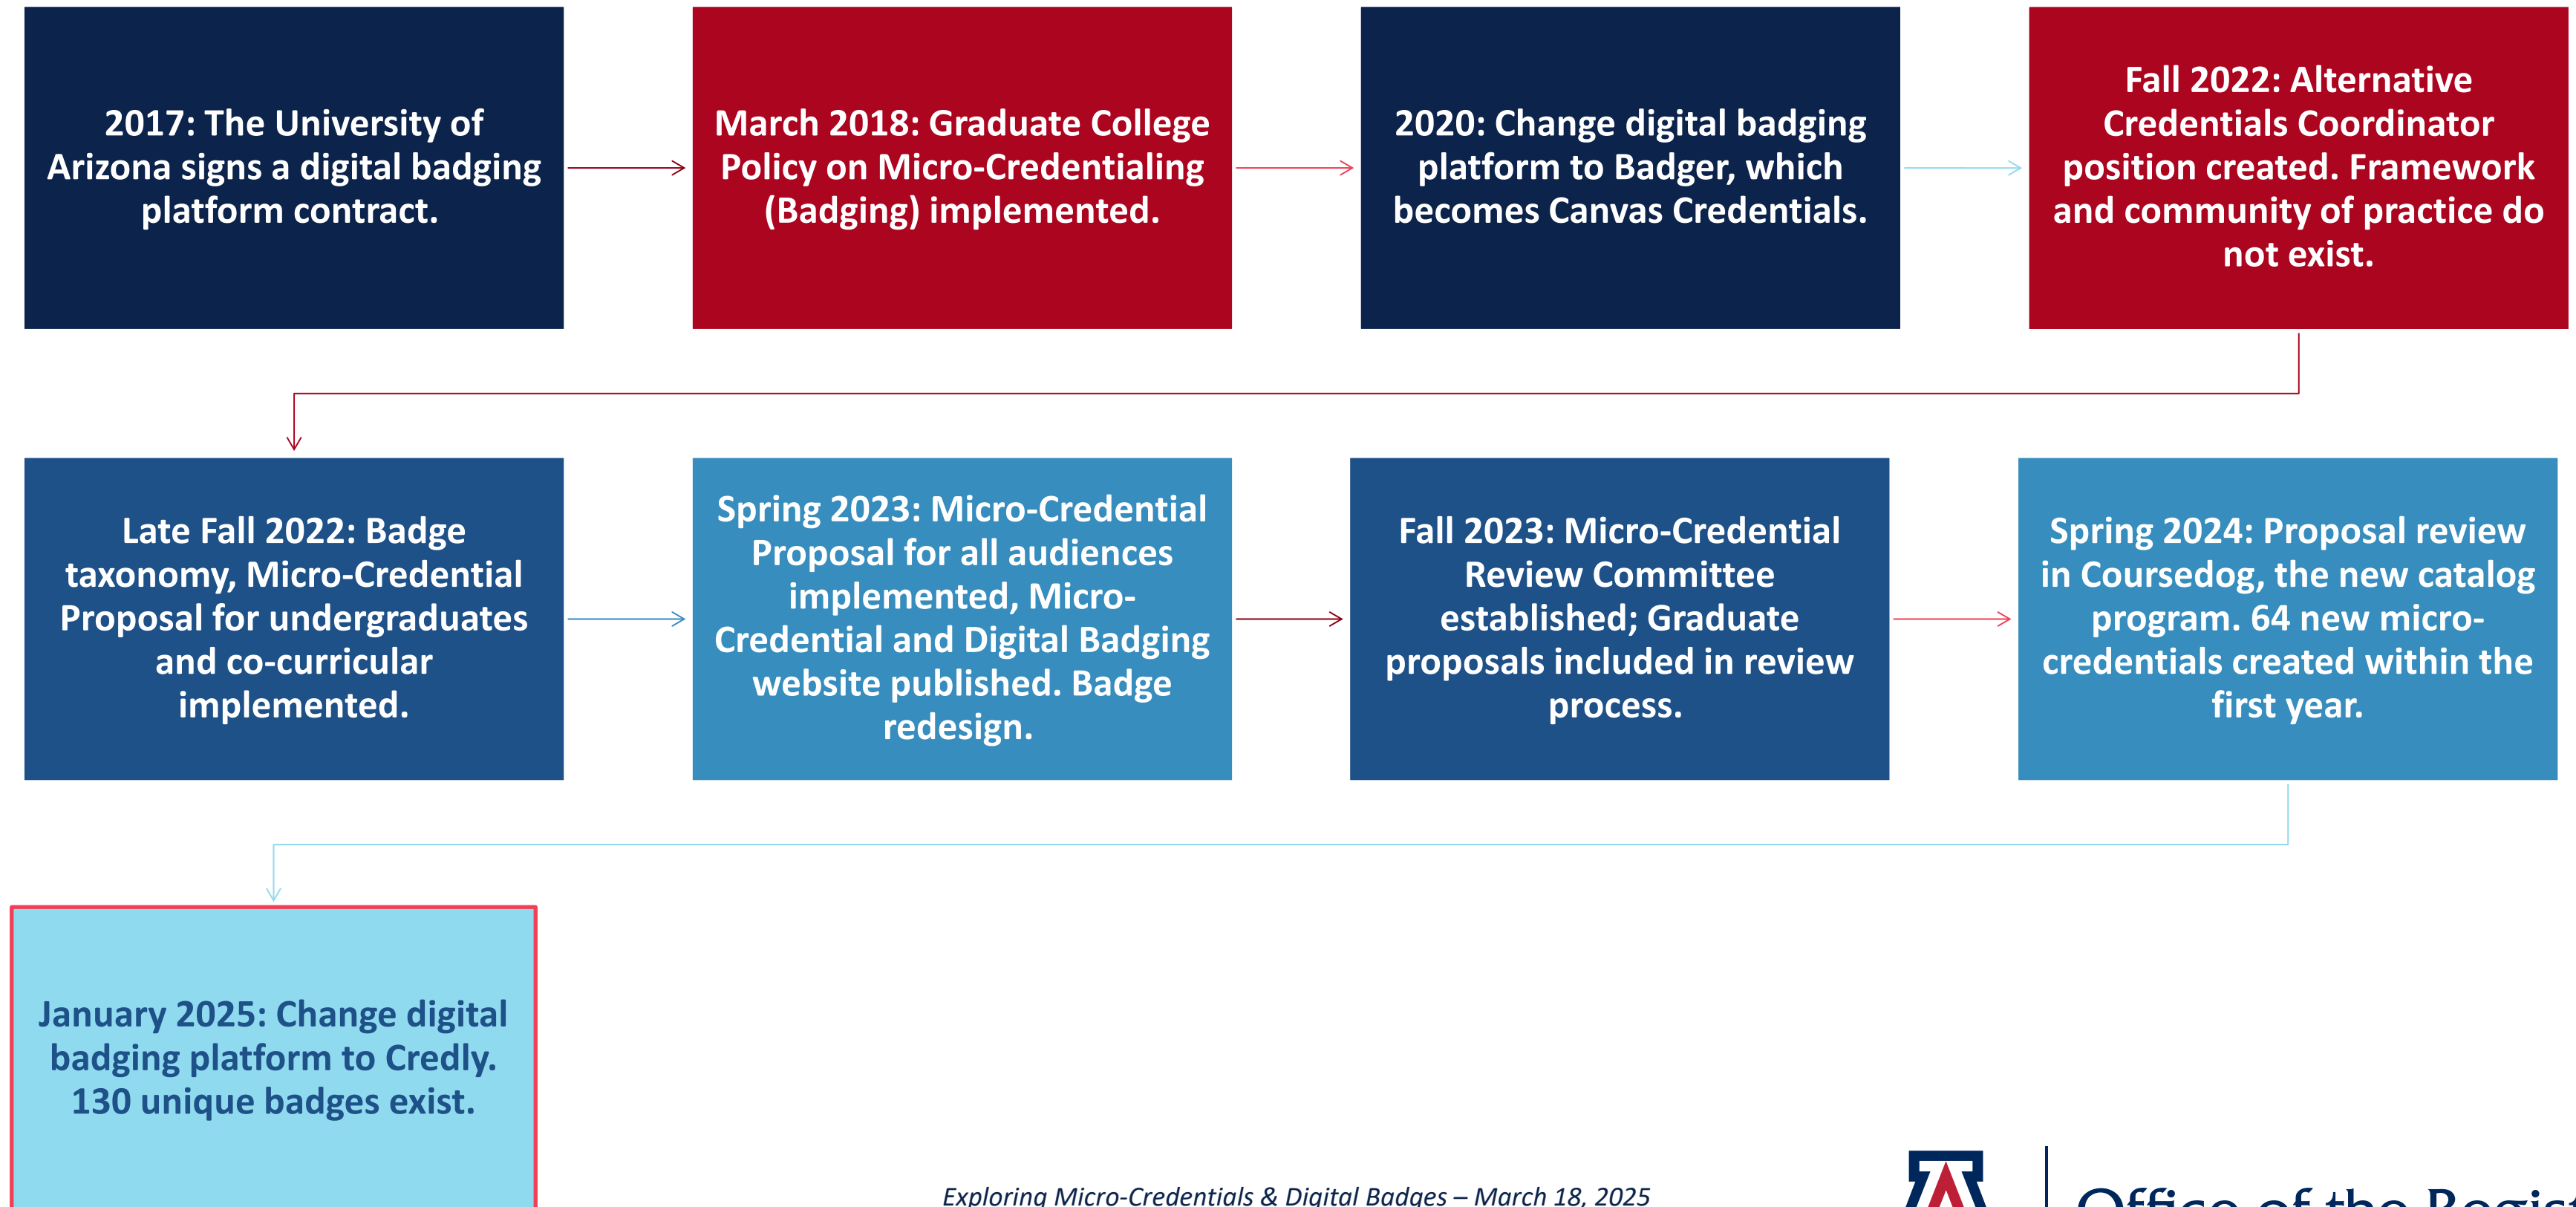 2017: The University of
Arizona signs a digital badging
platform contract.
March 2018: Graduate College
Policy on Micro-Credentialing
(Badging) implemented.
2020: Change digital badging
platform to Badger, which
becomes Canvas Credentials.
Fall 2022: Alternative
Credentials Coordinator
position created. Framework
and community of practice do
not exist.
Late Fall 2022: Badge
taxonomy, Micro-Credential
Proposal for undergraduates
and co-curricular
implemented.
Spring 2023: Micro-Credential
Proposal for all audiences
implemented, Micro-
Credential and Digital Badging
website published. Badge
redesign.
Fall 2023: Micro-Credential
Review Committee
established; Graduate
proposals included in review
process.
Spring 2024: Proposal review
in Coursedog, the new catalog
program. 64 new micro-
credentials created within the
first year.
January 2025: Change digital
badging platform to Credly.
130 unique badges exist.
Exploring Micro-Credentials & Digital Badges – March 18, 2025
A
Office of the